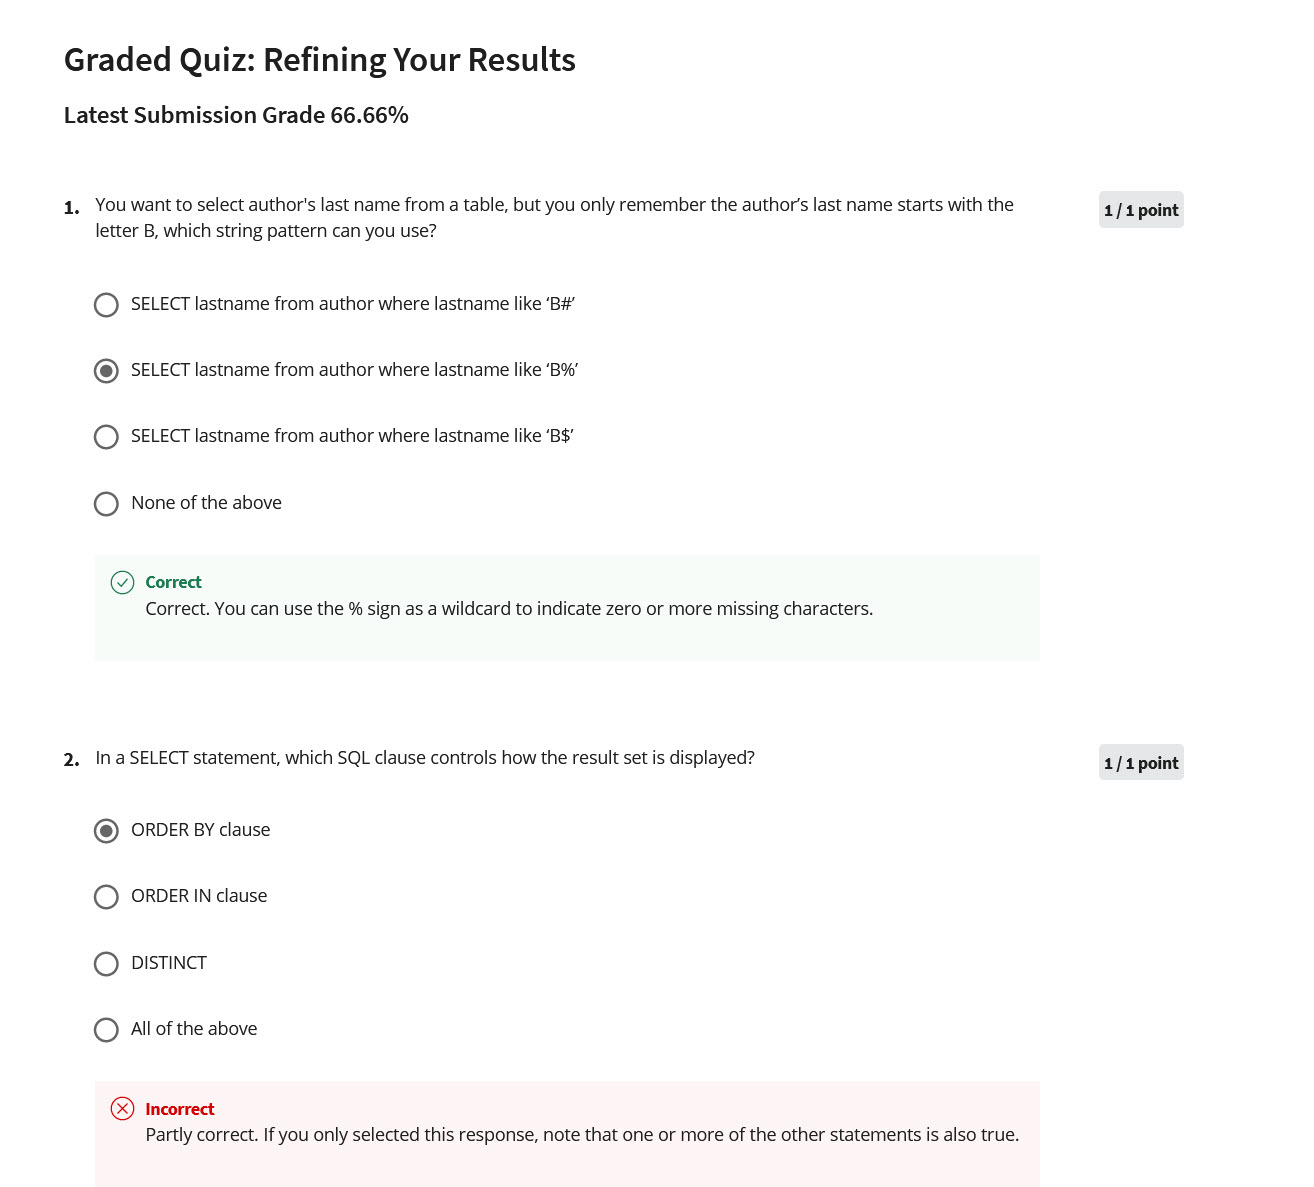 Graded Quiz: Refining Your Results
Latest Submission Grade 66.66%
1. You want to select author's last name from a table, but you only remember the author’s last name starts with the
letter B, which string pattern can you use?
1 / 1 point
SELECT lastname from author where lastname like ‘B#’
SELECT lastname from author where lastname like ‘B%’
SELECT lastname from author where lastname like ‘B$’
None of the above
Correct
Correct. You can use the % sign as a wildcard to indicate zero or more missing characters.
2. In a SELECT statement, which SQL clause controls how the result set is displayed?
1 / 1 point
ORDER BY clause
ORDER IN clause
DISTINCT
All of the above
Incorrect
Partly correct. If you only selected this response, note that one or more of the other statements is also true.